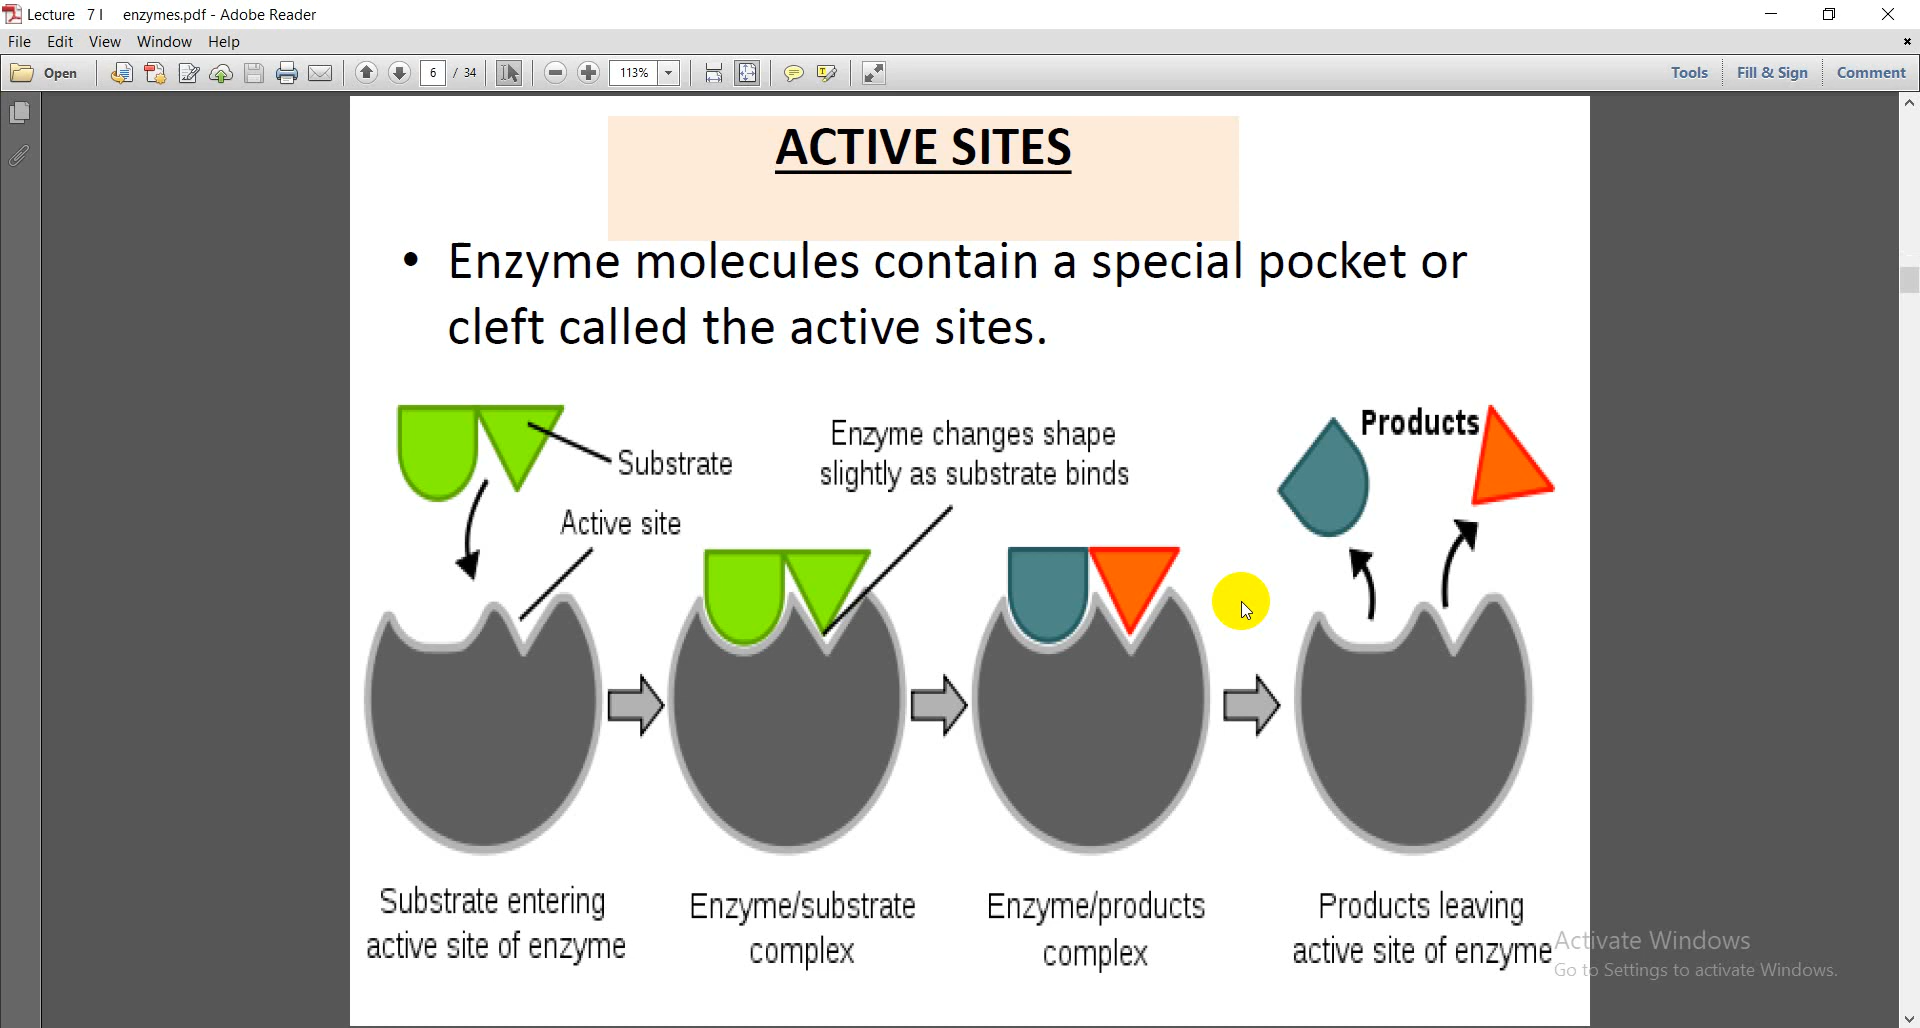 Lecture 7 I enzymes.pdf - Adobe Reader
File Edit View Window Help
Open 6 / 34 113% Tools Fill & Sign Comment
ACTIVE SITES
• Enzyme molecules contain a special pocket or
cleft called the active sites.
Substrate
Active site
Enzyme changes shape
slightly as substrate binds
Products
Substrate entering
active site of enzyme
Enzyme/substrate
complex
Enzyme/products
complex
Products leaving
active site of enzyme
Activate Windows
Go to Settings to activate Windows.